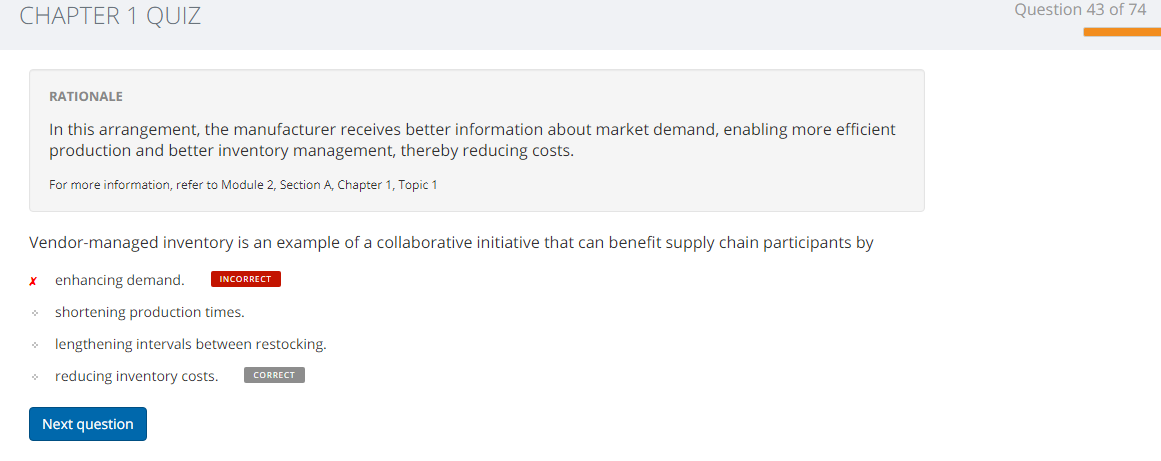 CHAPTER 1 QUIZ
Question 43 of 74
RATIONALE
In this arrangement, the manufacturer receives better information about market demand, enabling more efficient
production and better inventory management, thereby reducing costs.
For more information, refer to Module 2, Section A, Chapter 1, Topic 1
Vendor-managed inventory is an example of a collaborative initiative that can benefit supply chain participants by
✗ enhancing demand. INCORRECT
shortening production times.
lengthening intervals between restocking.
reducing inventory costs. CORRECT
Next question